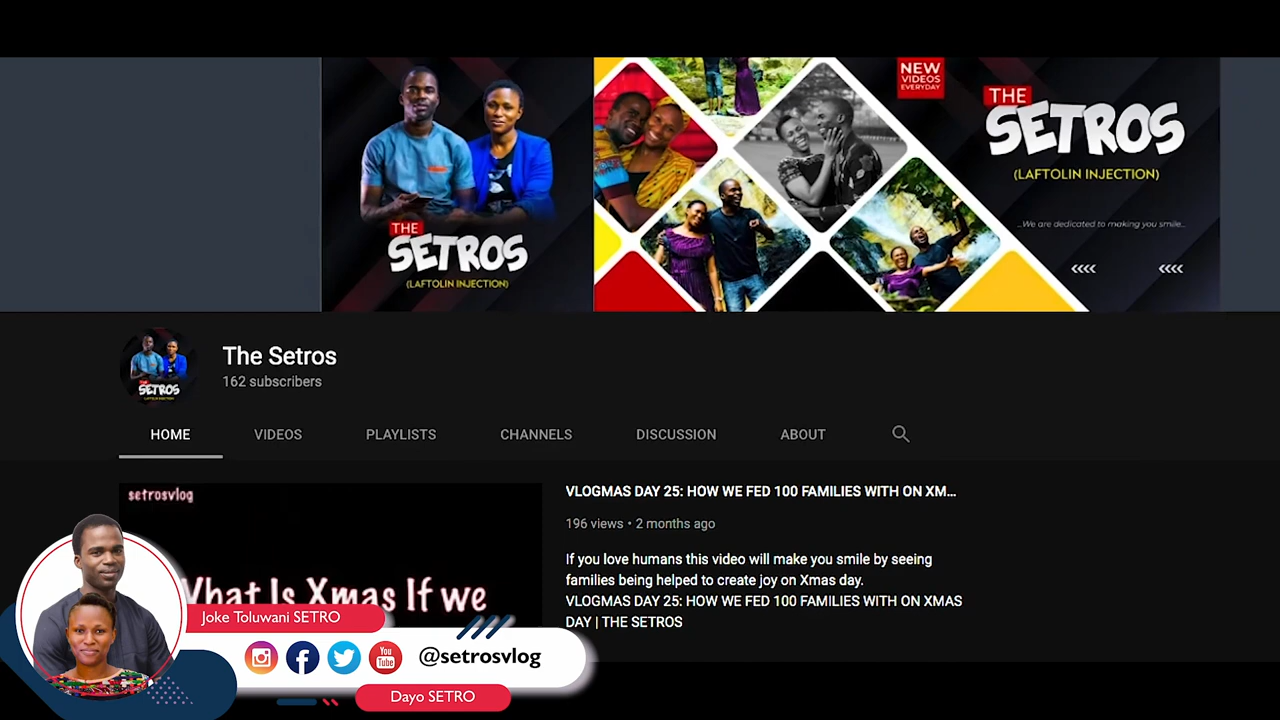 THE
SETROS
(LAFTOLIN INJECTION)
NEW
VIDEOS
EVERYDAY
THE
SETROS
(LAFTOLIN INJECTION)
...We are dedicated to making you smile...
THE
SETROS
The Setros
162 subscribers
HOME
VIDEOS
PLAYLISTS
CHANNELS
DISCUSSION
ABOUT
setrosvlog
What Is Xmas If we
VLOGMAS DAY 25: HOW WE FED 100 FAMILIES WITH ON XM...
196 views • 2 months ago
If you love humans this video will make you smile by seeing
families being helped to create joy on Xmas day.
VLOGMAS DAY 25: HOW WE FED 100 FAMILIES WITH ON XMAS
DAY | THE SETROS
Joke Toluwani SETRO
You
Tube
@setrosvlog
Dayo SETRO